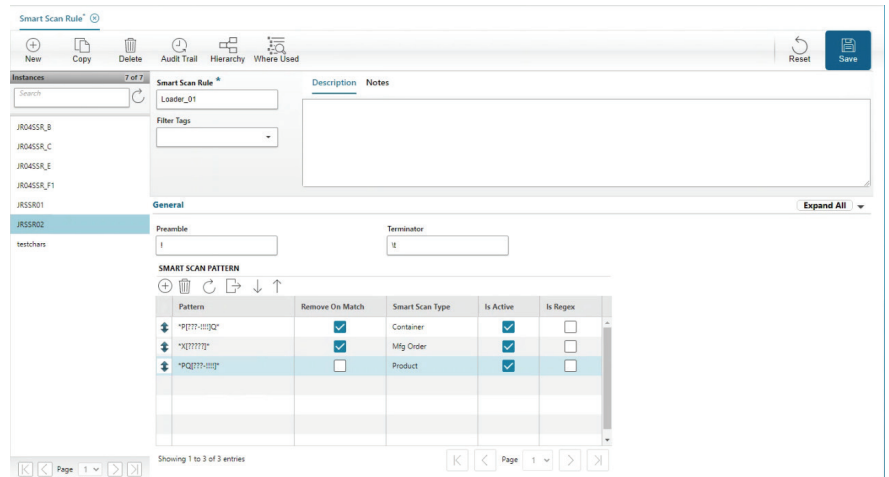 Smart Scan Rule*
New Copy Delete Audit Trail Hierarchy Where Used Reset Save
Instances 7 of 7
Search
JR04SSR_B
JR04SSR_C
JR04SSR_E
JR04SSR_F1
JRSSR01
JRSSR02
testchars
Page 1
Smart Scan Rule *
Loader_01
Filter Tags
Description Notes
General Expand All
Preamble Terminator
! \t
SMART SCAN PATTERN
Pattern Remove On Match Smart Scan Type Is Active Is Regex
*P[???-!!!!]Q* Container
*X[?????]* Mfg Order
*PQ[???-!!!!]* Product
Showing 1 to 3 of 3 entries Page 1